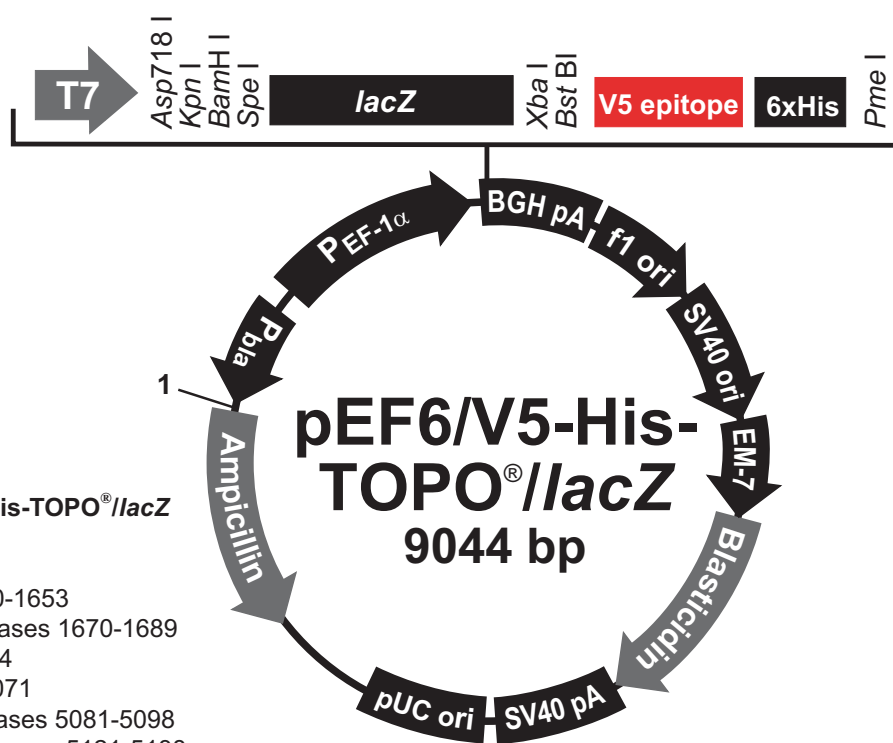 T7
Asp718 I
Kpn I
BamH I
Spe I
lacZ
Xba I
Bst BI
V5 epitope
6xHis
Pme I
BGH pA
f1 ori
SV40 ori
EM-7
Blasticidin
SV40 pA
pUC ori
Ampicillin
Pbla
PEF-1α
1
pEF6/V5-His-
TOPO®/lacZ
9044 bp
is-TOPO®/lacZ
0-1653
ases 1670-1689
4
071
ases 5081-5098